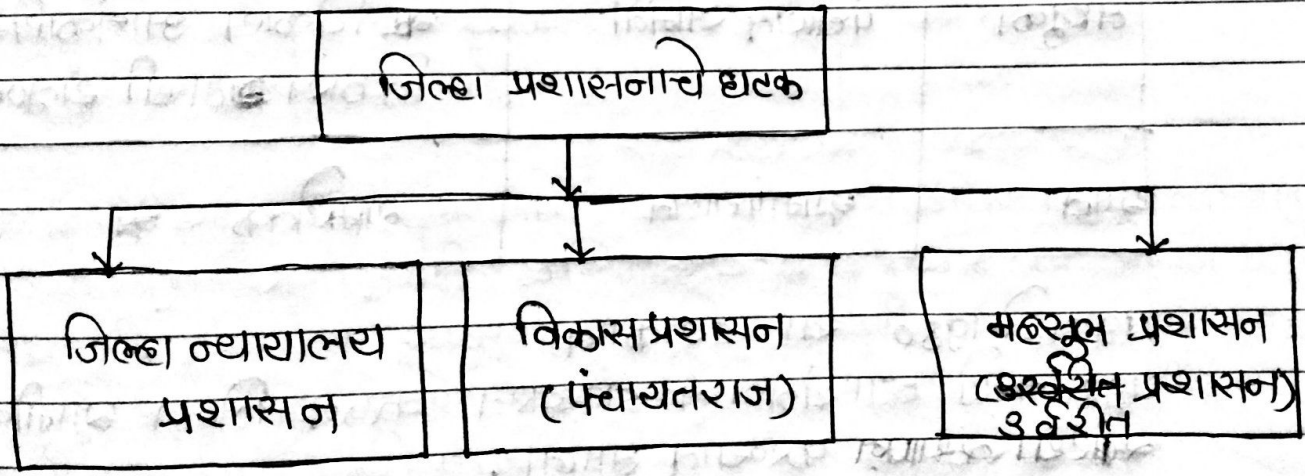 जिल्हा प्रशासनाचे घटक
जिल्हा न्यायालय
प्रशासन
विकास प्रशासन
(पंचायतराज)
महसूल प्रशासन
( प्रशासन)
उर्वरीत